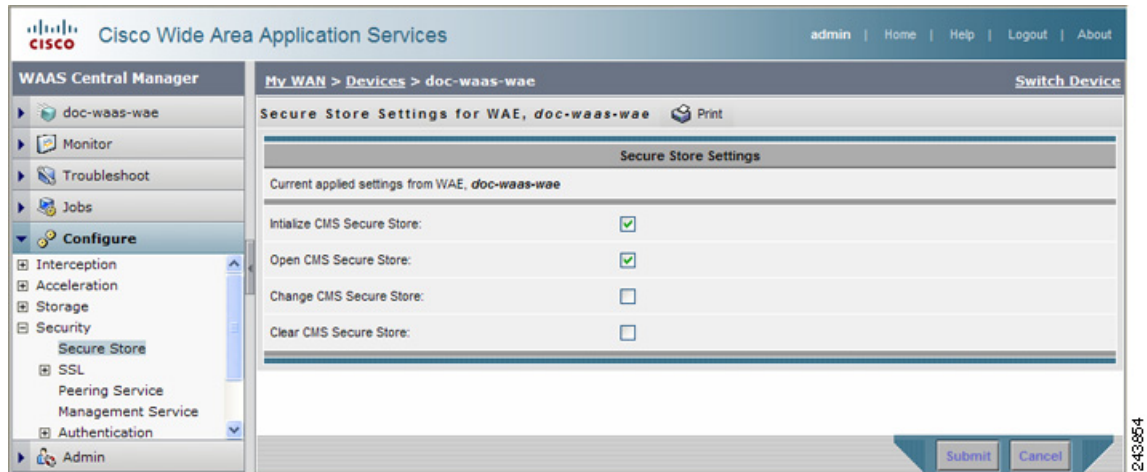 CISCO Cisco Wide Area Application Services admin | Home | Help | Logout | About
WAAS Central Manager
doc-waas-wae
Monitor
Troubleshoot
Jobs
Configure
Interception
Acceleration
Storage
Security
Secure Store
SSL
Peering Service
Management Service
Authentication
Admin
My WAN > Devices > doc-waas-wae Switch Device
Secure Store Settings for WAE, doc-waas-wae Print
Secure Store Settings
Current applied settings from WAE, doc-waas-wae
Intialize CMS Secure Store:
Open CMS Secure Store:
Change CMS Secure Store:
Clear CMS Secure Store:
Submit Cancel
243854